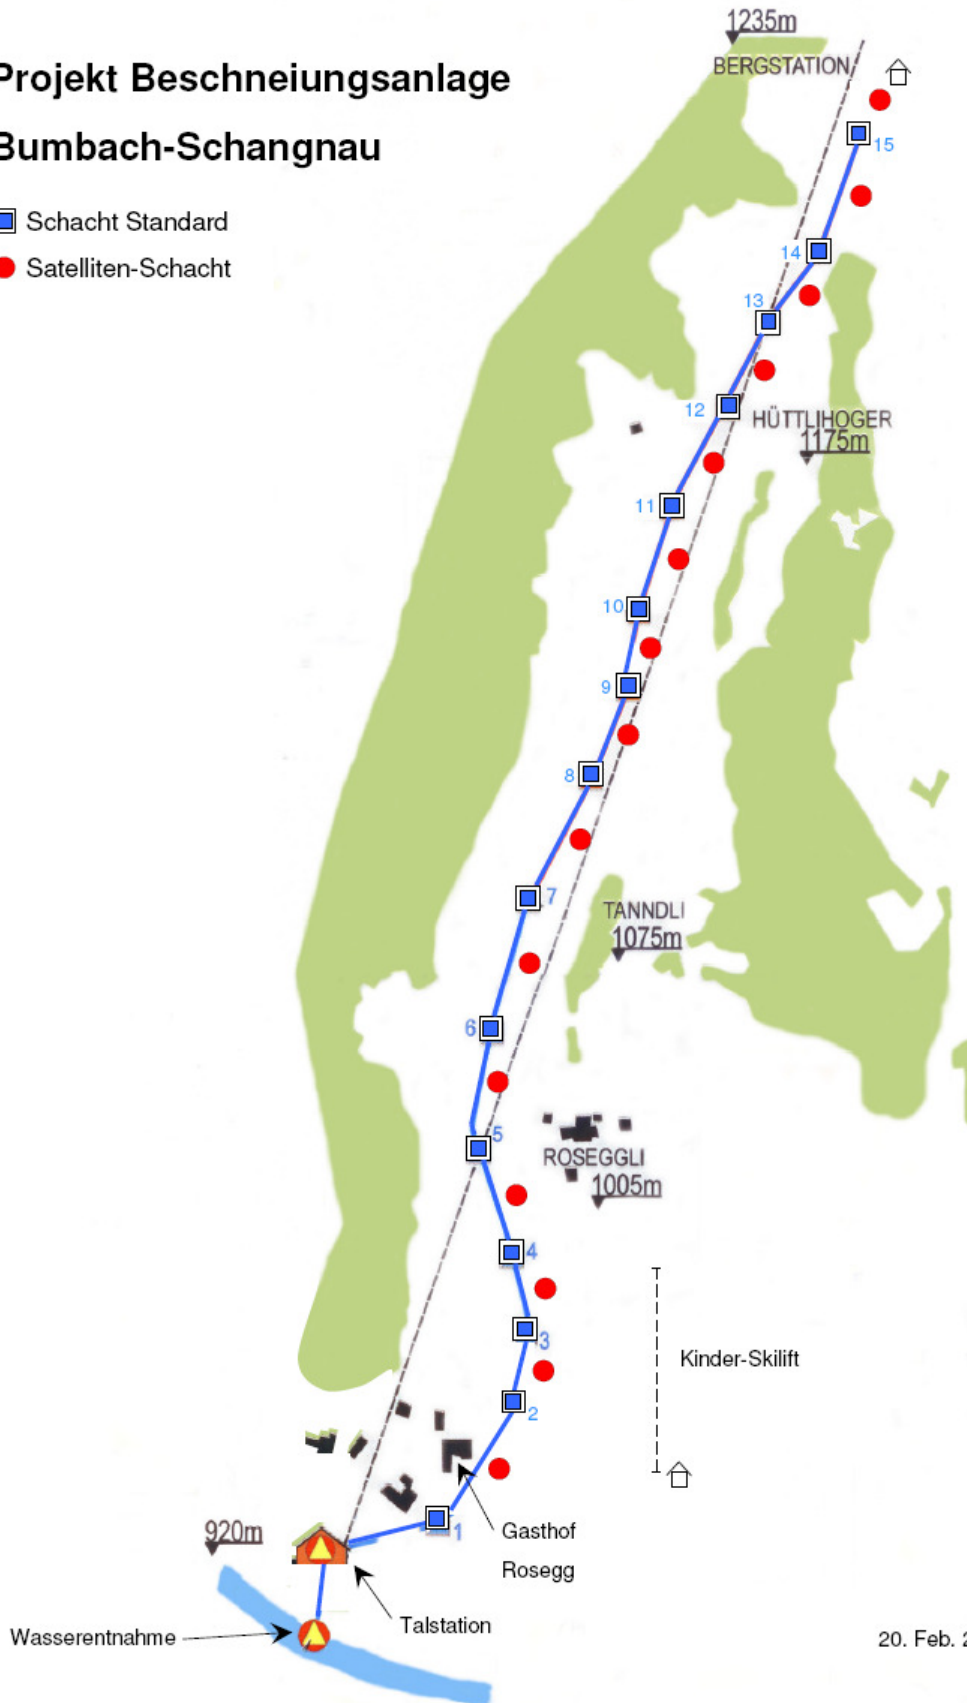 1235m
BERGSTATION
Projekt Beschneiungsanlage
Bumbach-Schangnau
Schacht Standard
Satelliten-Schacht
15
14
13
12
HÜTTLIHOGER
1175m
11
10
9
8
7
TANNDLI
1075m
6
5
ROSEGGLI
1005m
4
3
Kinder-Skilift
2
1
Gasthof
Rosegg
920m
Talstation
Wasserentnahme
20. Feb.